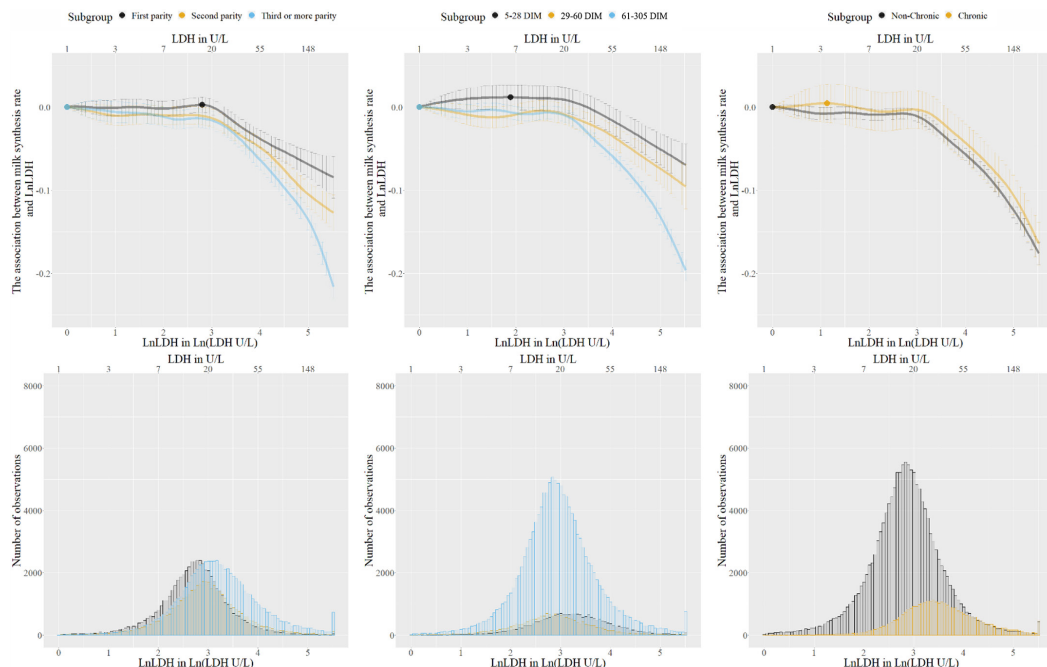 Subgroup First parity Second parity Third or more parity
LDH in U/L
1 3 7 20 55 148
0.0
-0.1
-0.2
The association between milk synthesis rate
and LnLDH
0 1 2 3 4 5
LnLDH in Ln(LDH U/L)
Subgroup 5-28 DIM 29-60 DIM 61-305 DIM
LDH in U/L
1 3 7 20 55 148
0.0
-0.1
-0.2
The association between milk synthesis rate
and LnLDH
0 1 2 3 4 5
LnLDH in Ln(LDH U/L)
Subgroup Non-Chronic Chronic
LDH in U/L
1 3 7 20 55 148
0.0
-0.1
-0.2
The association between milk synthesis rate
and LnLDH
0 1 2 3 4 5
LnLDH in Ln(LDH U/L)
LDH in U/L
1 3 7 20 55 148
8000
6000
4000
2000
0
Number of observations
0 1 2 3 4 5
LnLDH in Ln(LDH U/L)
LDH in U/L
1 3 7 20 55 148
8000
6000
4000
2000
0
Number of observations
0 1 2 3 4 5
LnLDH in Ln(LDH U/L)
LDH in U/L
1 3 7 20 55 148
8000
6000
4000
2000
0
Number of observations
0 1 2 3 4 5
LnLDH in Ln(LDH U/L)